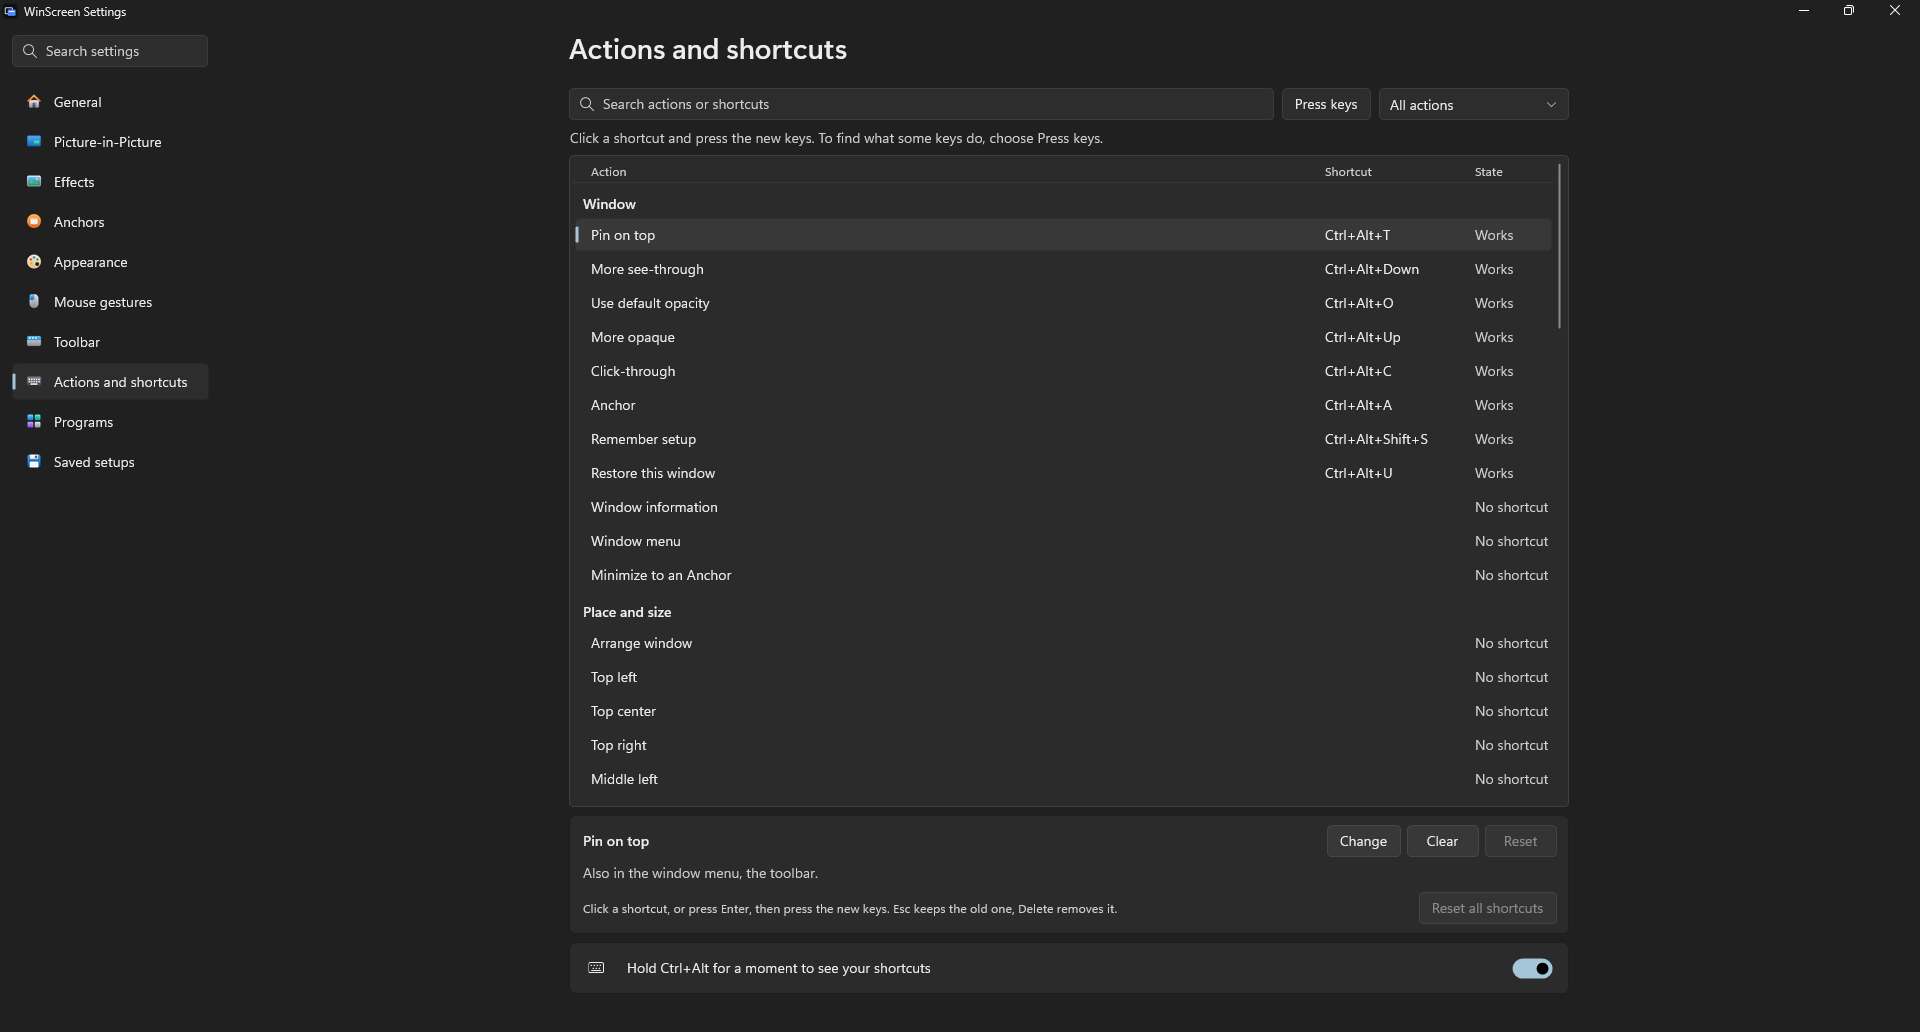 WinScreen Settings
Search settings
General
Picture-in-Picture
Effects
Anchors
Appearance
Mouse gestures
Toolbar
Actions and shortcuts
Programs
Saved setups
Actions and shortcuts
Search actions or shortcuts
Press keys
All actions
Click a shortcut and press the new keys. To find what some keys do, choose Press keys.
Action Shortcut State
Window
Pin on top Ctrl+Alt+T Works
More see-through Ctrl+Alt+Down Works
Use default opacity Ctrl+Alt+O Works
More opaque Ctrl+Alt+Up Works
Click-through Ctrl+Alt+C Works
Anchor Ctrl+Alt+A Works
Remember setup Ctrl+Alt+Shift+S Works
Restore this window Ctrl+Alt+U Works
Window information No shortcut
Window menu No shortcut
Minimize to an Anchor No shortcut
Place and size
Arrange window No shortcut
Top left No shortcut
Top center No shortcut
Top right No shortcut
Middle left No shortcut
Pin on top Change Clear Reset
Also in the window menu, the toolbar.
Click a shortcut, or press Enter, then press the new keys. Esc keeps the old one, Delete removes it. Reset all shortcuts
Hold Ctrl+Alt for a moment to see your shortcuts